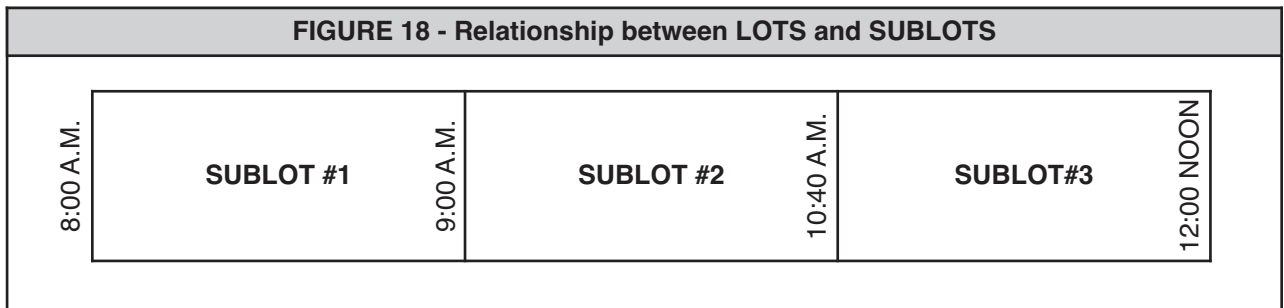 FIGURE 18 - Relationship between LOTS and SUBLOTS
8:00 A.M.
SUBLOT #1
9:00 A.M.
SUBLOT #2
10:40 A.M.
SUBLOT#3
12:00 NOON